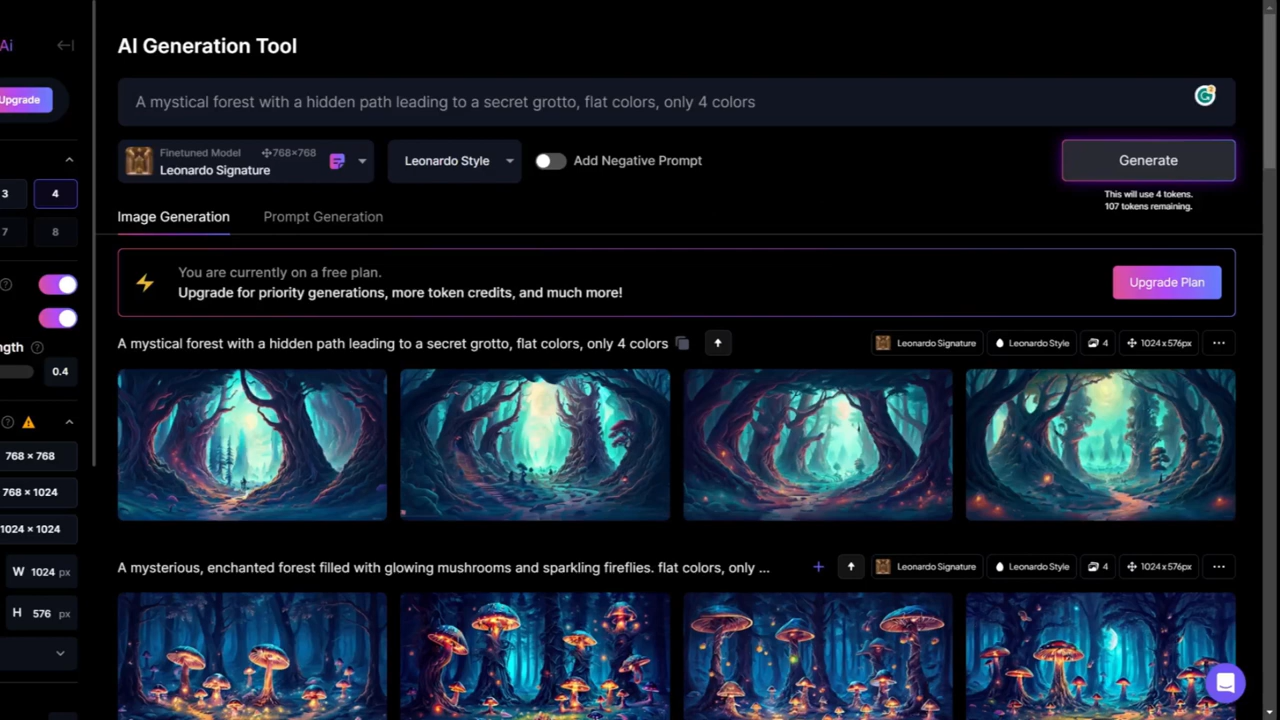 Ai
AI Generation Tool
Upgrade
A mystical forest with a hidden path leading to a secret grotto, flat colors, only 4 colors
Finetuned Model 768×768
Leonardo Signature
Leonardo Style
Add Negative Prompt
Generate
This will use 4 tokens.
107 tokens remaining.
3 4
7 8
Image Generation Prompt Generation
You are currently on a free plan.
Upgrade for priority generations, more token credits, and much more!
Upgrade Plan
ngth
0.4
A mystical forest with a hidden path leading to a secret grotto, flat colors, only 4 colors
Leonardo Signature Leonardo Style 4 1024 x 576px
768 × 768
768 × 1024
1024 × 1024
W 1024 px
H 576 px
A mysterious, enchanted forest filled with glowing mushrooms and sparkling fireflies. flat colors, only ...
Leonardo Signature Leonardo Style 4 1024 x 576px